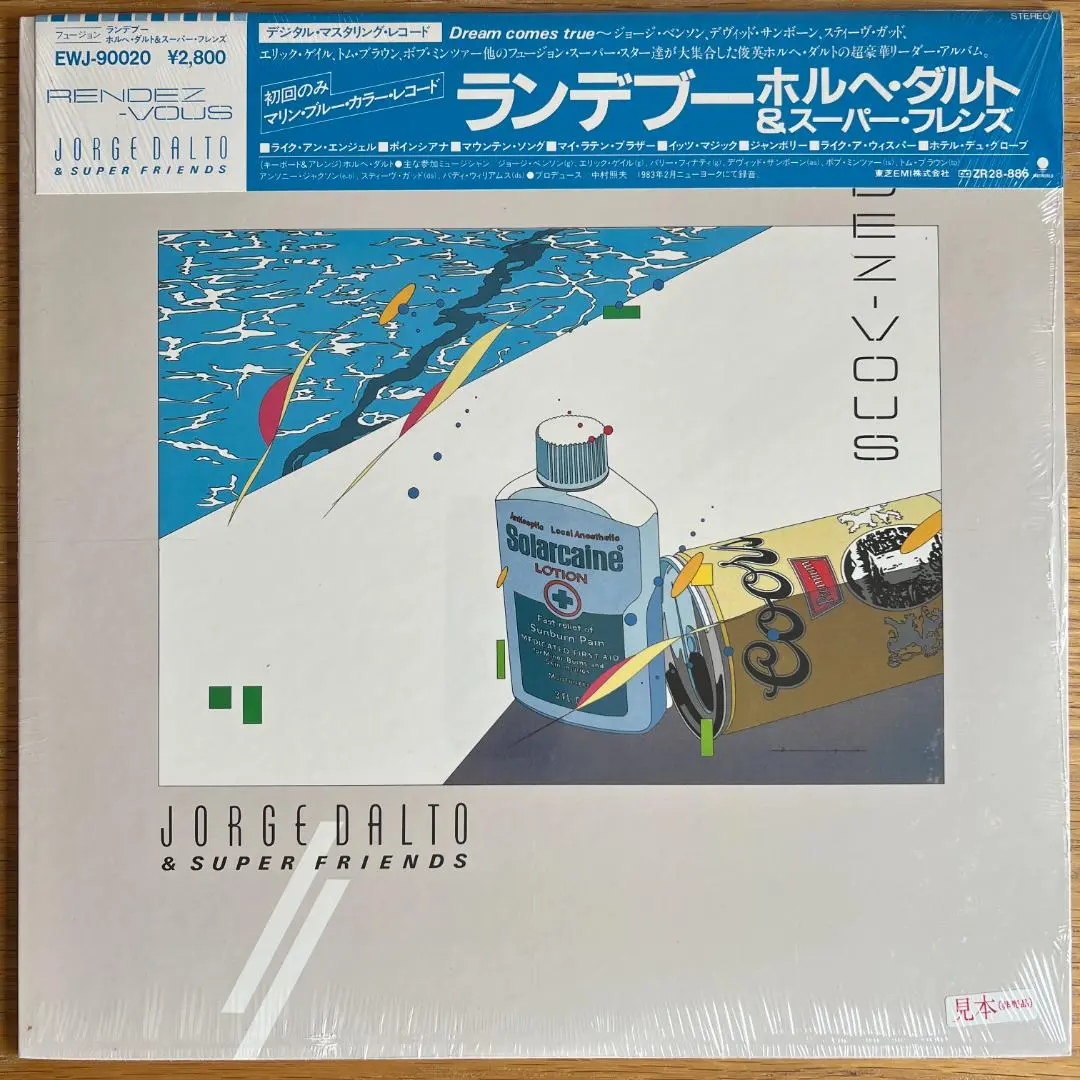 フュージョン ランデブー
ホルヘ・ダルト&スーパー・フレンズ
EWJ-90020 ¥2,800
RENDEZ
-VOUS
JORGE DALTO
& SUPER FRIENDS
STEREO
デジタル・マスタリング・レコード Dream comes true〜ジョージ・ベンソン、デヴィッド・サンボーン、スティーヴ・ガッド、
エリック・ゲイル、トム・ブラウン、ボブ・ミンツァー他のフュージョン・スーパー・スター達が大集合した俊英ホルヘ・ダルトの超豪華リーダー・アルバム。
初回のみ
マリン・ブルー・カラー・レコード
ランデブー ホルヘ・ダルト
&スーパー・フレンズ
■ライク・アン・エンジェル ■ポインシアナ ■マウンテン・ソング ■マイ・ラテン・ブラザー ■イッツ・マジック ■ジャンボリー ■ライク・ア・ウィスパー ■ホテル・デュ・グローブ
(キーボード&アレンジ) ホルヘ・ダルト●主な参加ミュージシャン ジョージ・ベンソン(g), エリック・ゲイル(g), バリー・フィナティ(g), デヴィッド・サンボーン(as), ボブ・ミンツァー(ts), トム・ブラウン(tp)
アンソニー・ジャクソン(e.b), スティーヴ・ガッド(ds), バディ・ウィリアムス(ds)●プロデュース 中村照夫 1983年2月ニューヨークにて録音. 東芝EMI株式会社 ZR28-886
DEZ-VOUS
Antiseptic Local Anesthetic
Solarcaine
LOTION
Fast relief of
Sunburn Pain
MEDICATED FIRST AID
for Minor Burns and
Skin Injuries
Moisturizes
3 FL.
Coors
JORGE DALTO
& SUPER FRIENDS
見本